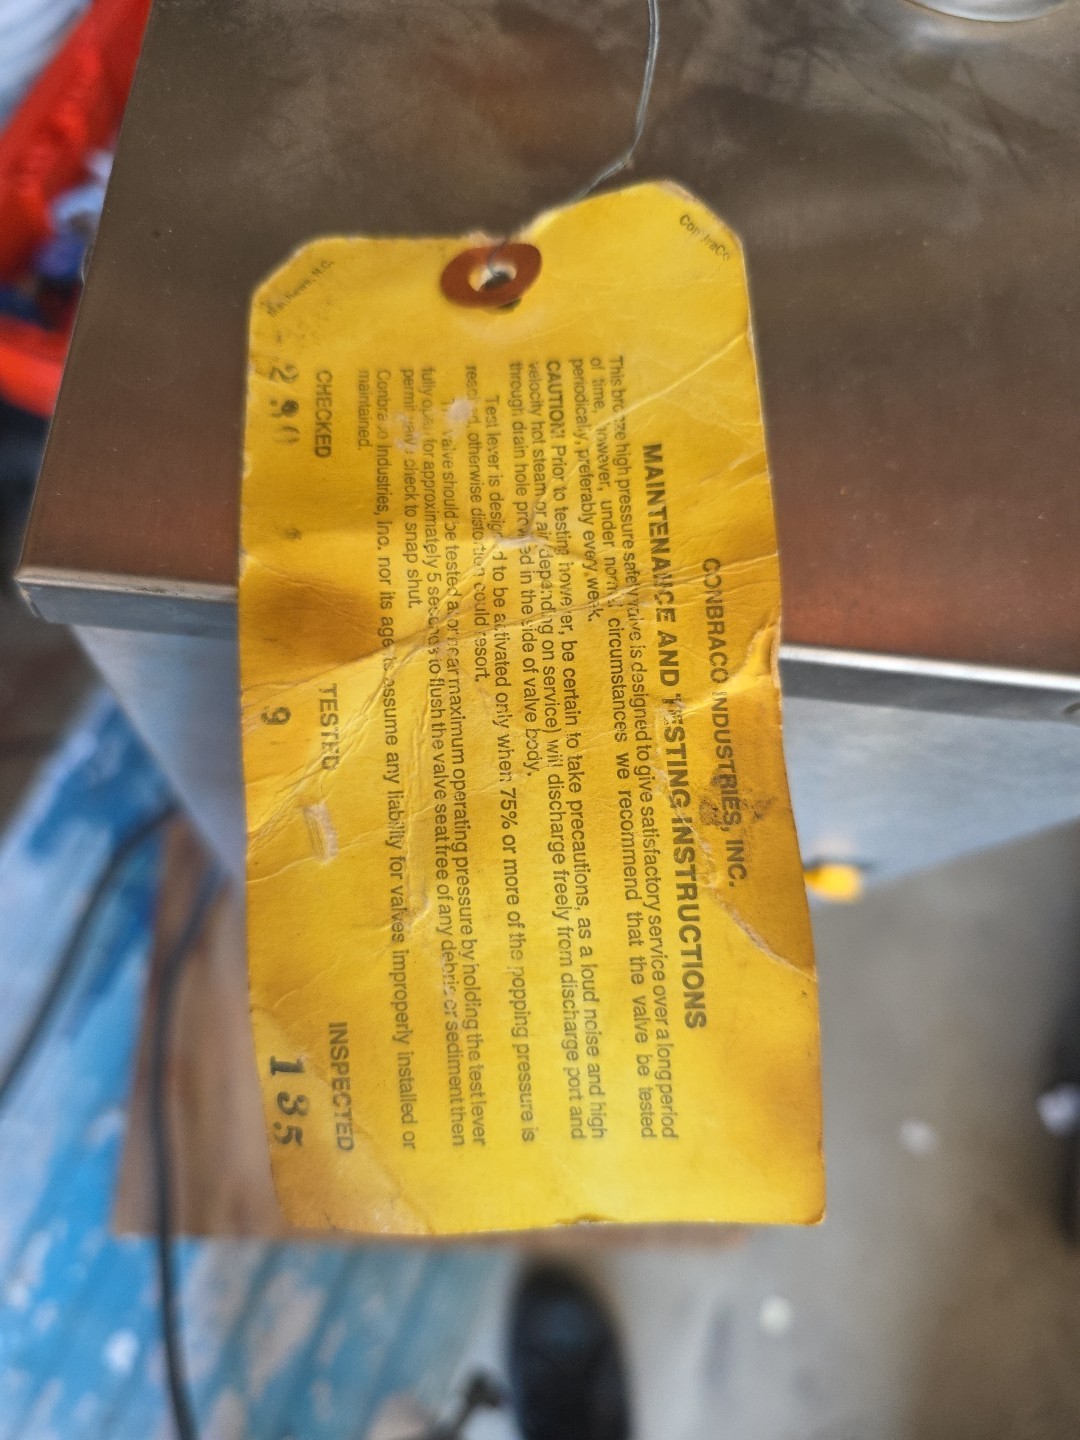 CONBRACO INDUSTRIES, INC.
MAINTENANCE AND TESTING INSTRUCTIONS
This bronze high pressure safety valve is designed to give satisfactory service over a long period
of time, however, under normal circumstances we recommend that the valve be tested
periodically, preferably every week.
CAUTION! Prior to testing however, be certain to take precautions, as a loud noise and high
velocity hot steam or air (depending on service) will discharge freely from discharge port and
through drain hole provided in the side of valve body.
Test lever is designed to be activated only when 75% or more of the popping pressure is
reached, otherwise distortion could resort.
valve should be tested at or near maximum operating pressure by holding the test lever
fully open for approximately 5 seconds to flush the valve seat free of any debris or sediment then
permit check to snap shut.
Conbraco Industries, Inc. nor its agents assume any liability for valves improperly installed or
maintained.
CHECKED TESTED INSPECTED
9 135
Matthews, N.C.
Conbraco